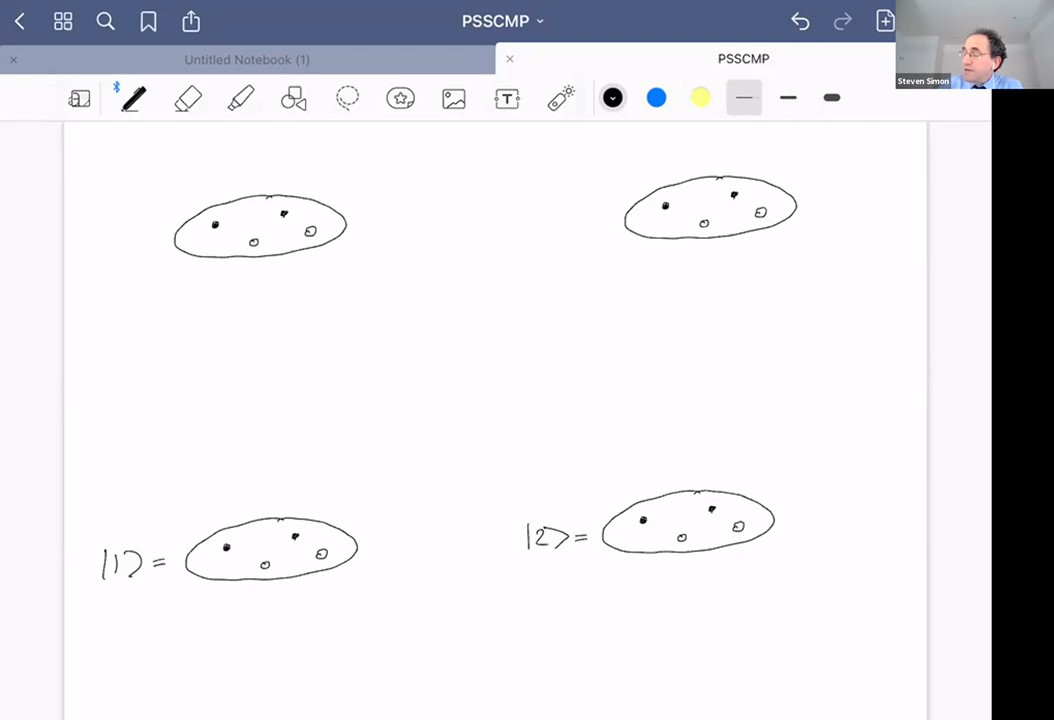 PSSCMP
Untitled Notebook (1)
PSSCMP
Steven Simon
T
|1⟩ =
|2⟩ =